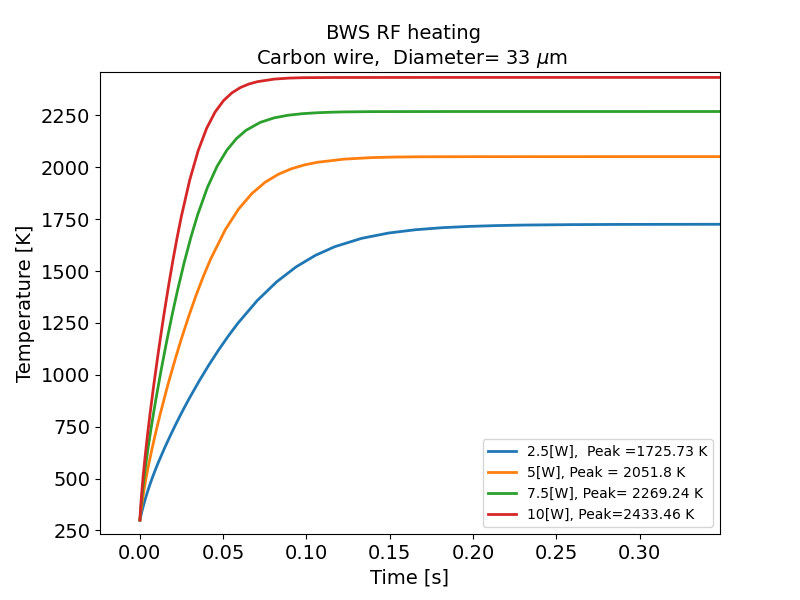 BWS RF heating
Carbon wire,  Diameter= 33 μm
Temperature [K]
2250
2000
1750
1500
1250
1000
750
500
250
2.5[W],  Peak =1725.73 K
5[W], Peak = 2051.8 K
7.5[W], Peak= 2269.24 K
10[W], Peak=2433.46 K
0.00 0.05 0.10 0.15 0.20 0.25 0.30
Time [s]